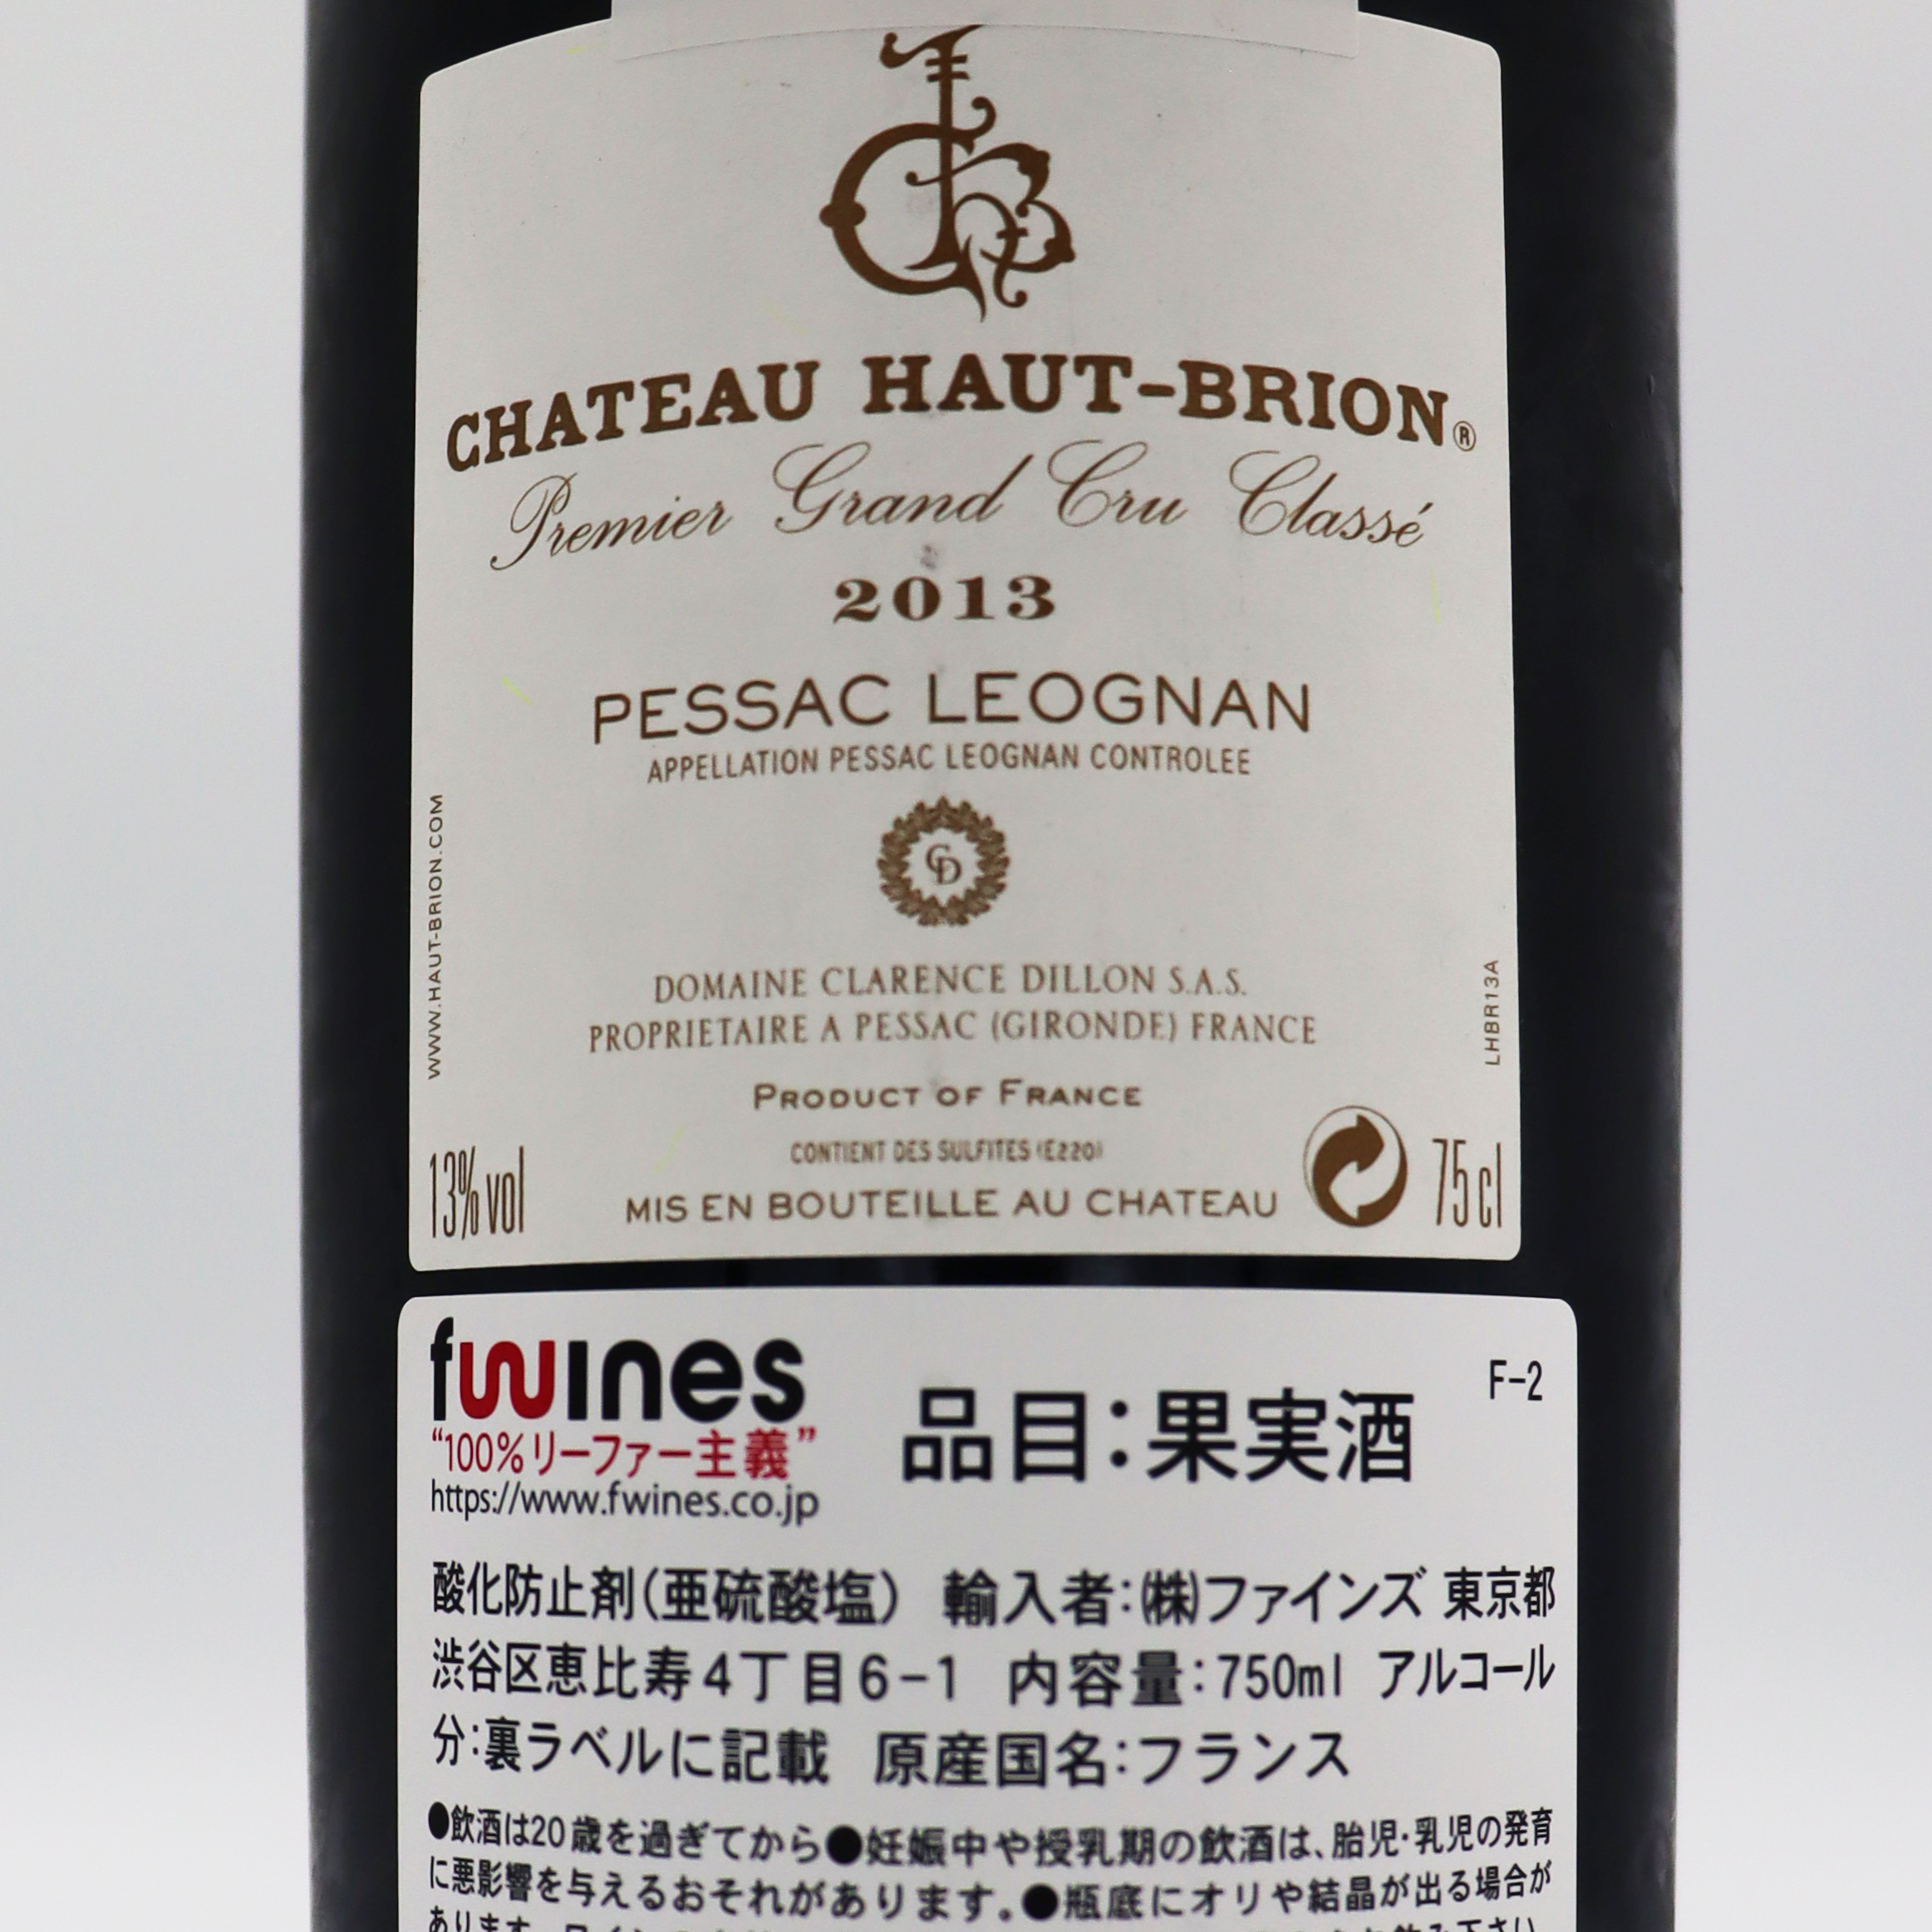 CHATEAU HAUT-BRION®
Premier Grand Cru Classé
2013
PESSAC LEOGNAN
APPELLATION PESSAC LEOGNAN CONTROLEE
CD
WWW.HAUT-BRION.COM
LHBR13A
DOMAINE CLARENCE DILLON S.A.S.
PROPRIETAIRE A PESSAC (GIRONDE) FRANCE
PRODUCT OF FRANCE
CONTIENT DES SULFITES (E220)
13% vol
MIS EN BOUTEILLE AU CHATEAU
75 cl
fwines
"100%リーファー主義"
https://www.fwines.co.jp
品目:果実酒
F-2
酸化防止剤(亜硫酸塩) 輸入者:㈱ファインズ 東京都
渋谷区恵比寿4丁目6-1 内容量:750ml アルコール
分:裏ラベルに記載 原産国名:フランス
●飲酒は20歳を過ぎてから●妊娠中や授乳期の飲酒は、胎児・乳児の発育
に悪影響を与えるおそれがあります。●瓶底にオリや結晶が出る場合が